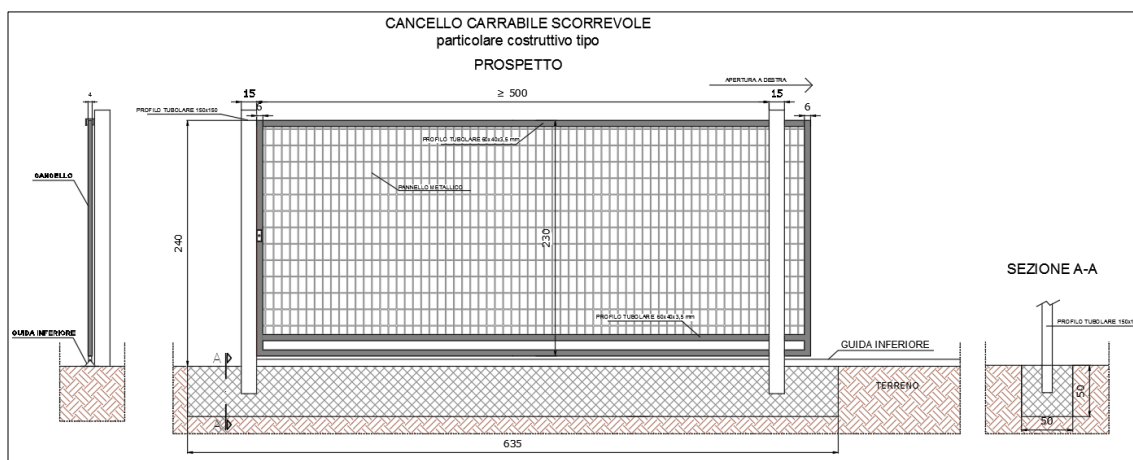 CANCELLO CARRABILE SCORREVOLE
particolare costruttivo tipo
PROSPETTO
APERTURA A DESTRA
15
≥ 500
15
4
6
6
PROFILO TUBOLARE 150x150
PROFILO TUBOLARE 60x40x3,5 mm
CANCELLO
PANNELLO METALLICO
240
230
SEZIONE A-A
PROFILO TUBOLARE 60x40x3,5 mm
PROFILO TUBOLARE 150x1
GUIDA INFERIORE
GUIDA INFERIORE
A
TERRENO
50
50
A
635